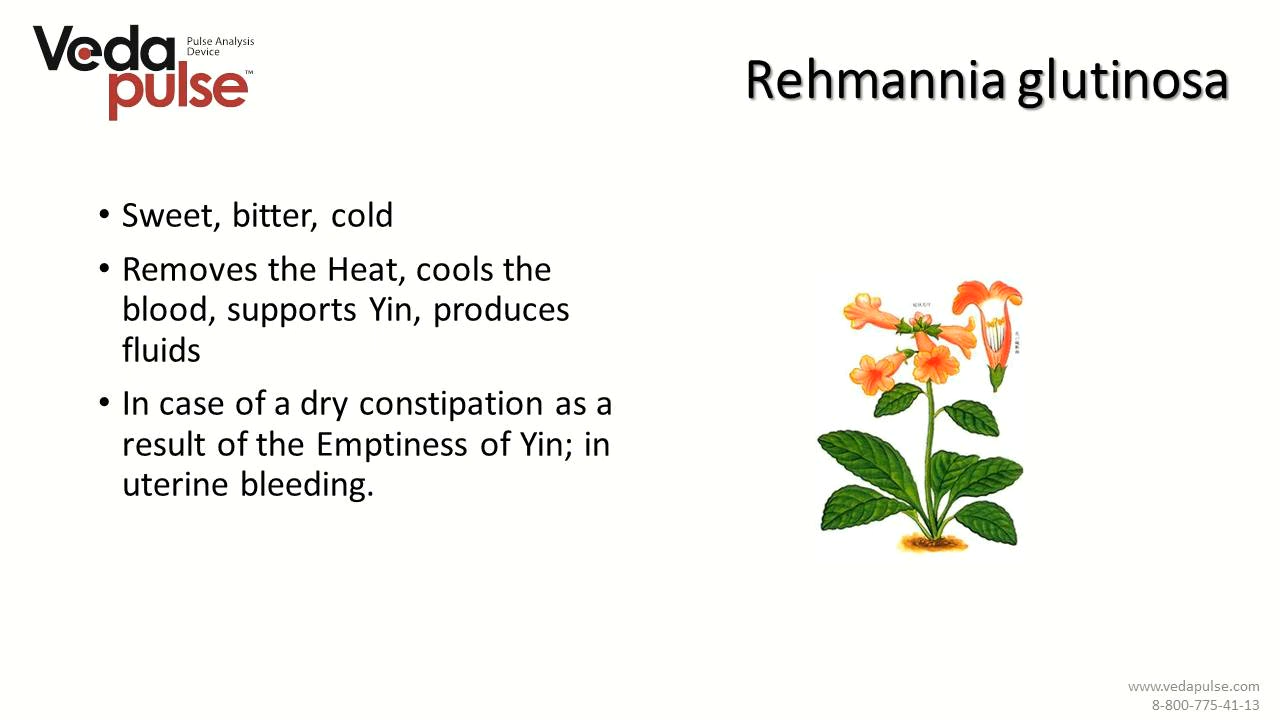 Veda
pulse™
Pulse Analysis
Device
Rehmannia glutinosa
• Sweet, bitter, cold
• Removes the Heat, cools the
blood, supports Yin, produces
fluids
• In case of a dry constipation as a
result of the Emptiness of Yin; in
uterine bleeding.
www.vedapulse.com
8-800-775-41-13